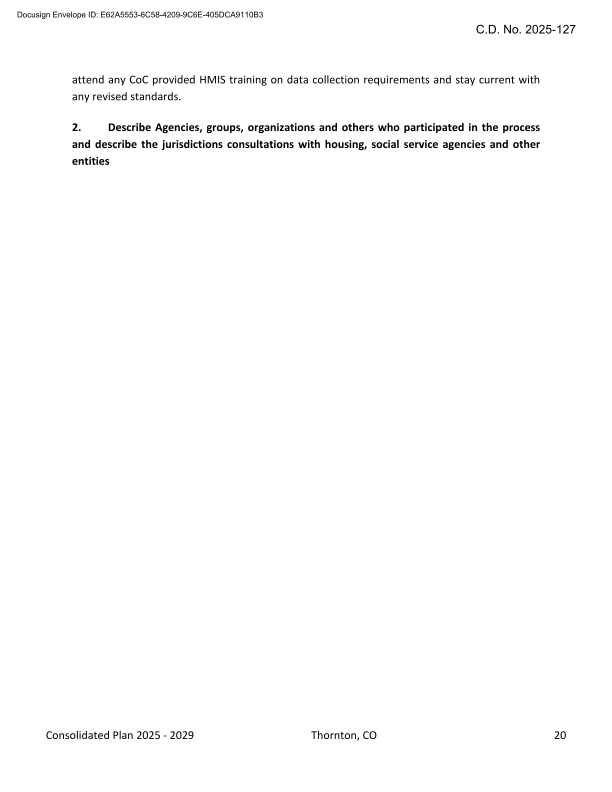 Docusign Envelope ID: E62A5553-6C58-4209-9C6E-405DCA9110B3
C.D. No. 2025-127
attend any CoC provided HMIS training on data collection requirements and stay current with
any revised standards.
2. Describe Agencies, groups, organizations and others who participated in the process
and describe the jurisdictions consultations with housing, social service agencies and other
entities
Consolidated Plan 2025 - 2029 Thornton, CO 20